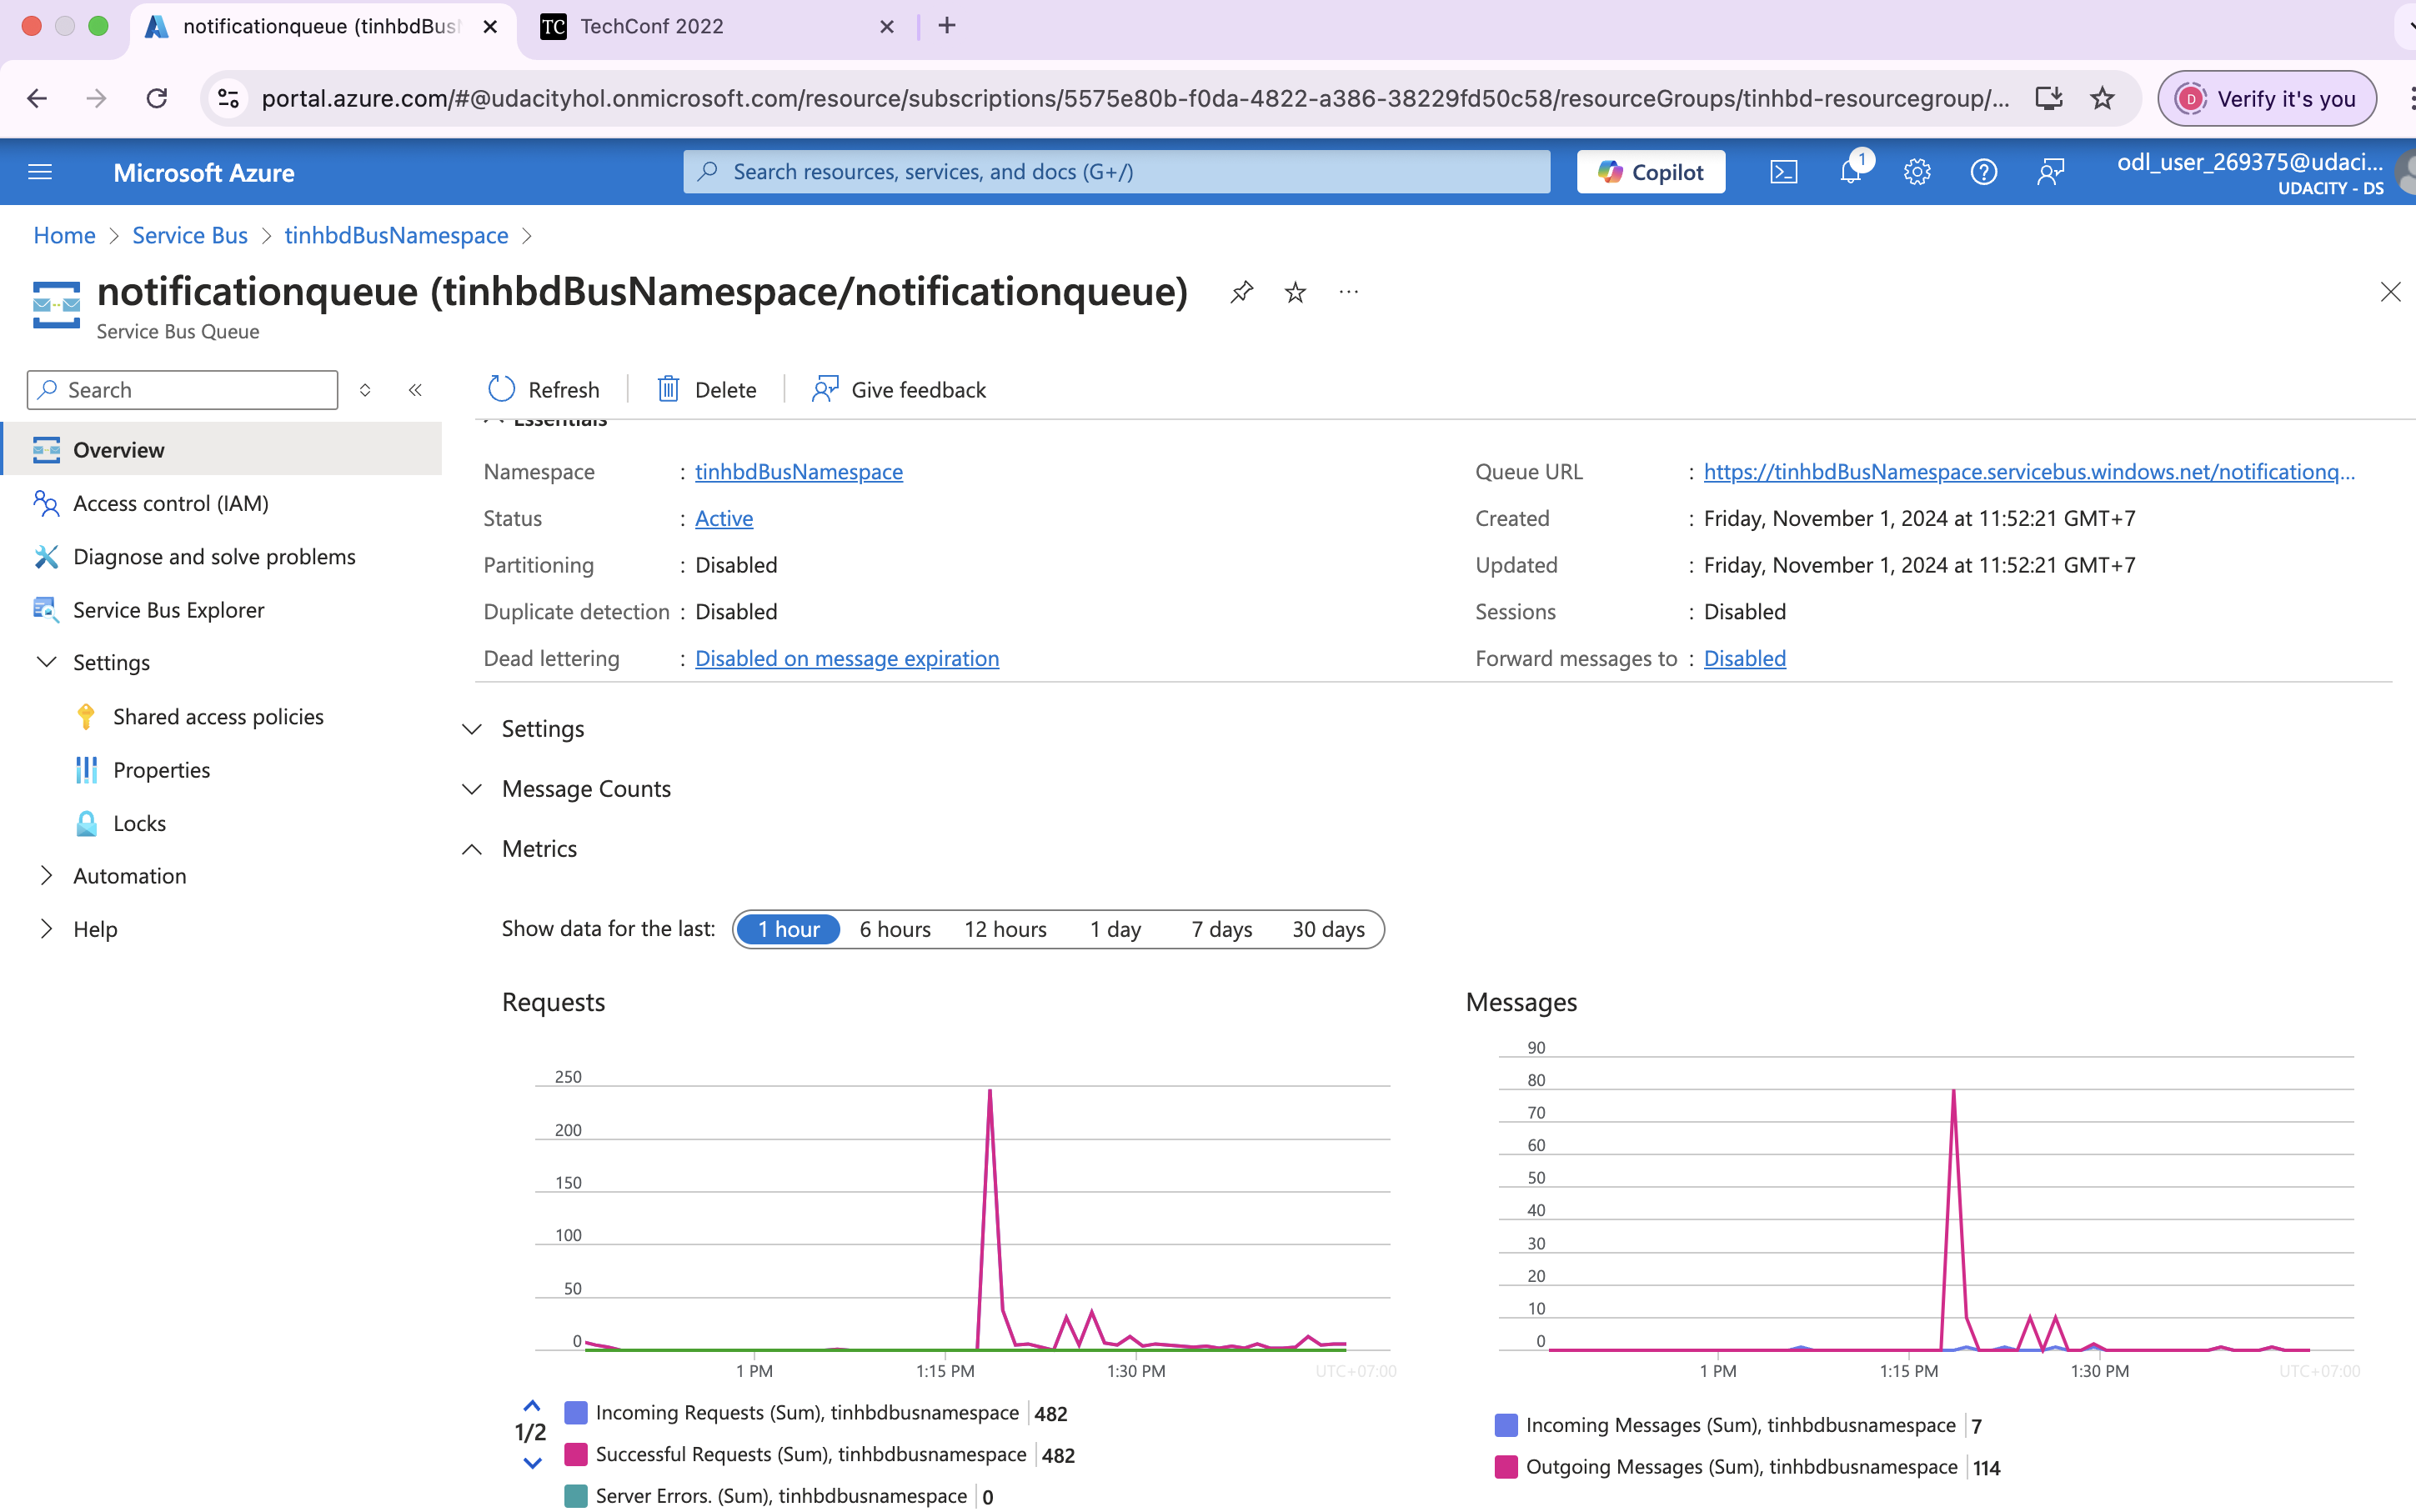 notificationqueue (tinhbdBus
TC TechConf 2022
portal.azure.com/#@udacityhol.onmicrosoft.com/resource/subscriptions/5575e80b-f0da-4822-a386-38229fd50c58/resourceGroups/tinhbd-resourcegroup/...
D Verify it's you
Microsoft Azure
Search resources, services, and docs (G+/)
Copilot
1
odl_user_269375@udaci...
UDACITY - DS
Home > Service Bus > tinhbdBusNamespace >
notificationqueue (tinhbdBusNamespace/notificationqueue)
Service Bus Queue
Search
Refresh
Delete
Give feedback
Overview
Access control (IAM)
Diagnose and solve problems
Service Bus Explorer
Settings
Shared access policies
Properties
Locks
Automation
Help
Essentials
Namespace : tinhbdBusNamespace
Status : Active
Partitioning : Disabled
Duplicate detection : Disabled
Dead lettering : Disabled on message expiration
Queue URL : https://tinhbdBusNamespace.servicebus.windows.net/notificationq...
Created : Friday, November 1, 2024 at 11:52:21 GMT+7
Updated : Friday, November 1, 2024 at 11:52:21 GMT+7
Sessions : Disabled
Forward messages to : Disabled
Settings
Message Counts
Metrics
Show data for the last: 1 hour 6 hours 12 hours 1 day 7 days 30 days
Requests
250
200
150
100
50
0
1 PM 1:15 PM 1:30 PM UTC+07:00
1/2
Incoming Requests (Sum), tinhbdbusnamespace 482
Successful Requests (Sum), tinhbdbusnamespace 482
Server Errors. (Sum), tinhbdbusnamespace 0
Messages
90
80
70
60
50
40
30
20
10
0
1 PM 1:15 PM 1:30 PM UTC+07:00
Incoming Messages (Sum), tinhbdbusnamespace 7
Outgoing Messages (Sum), tinhbdbusnamespace 114